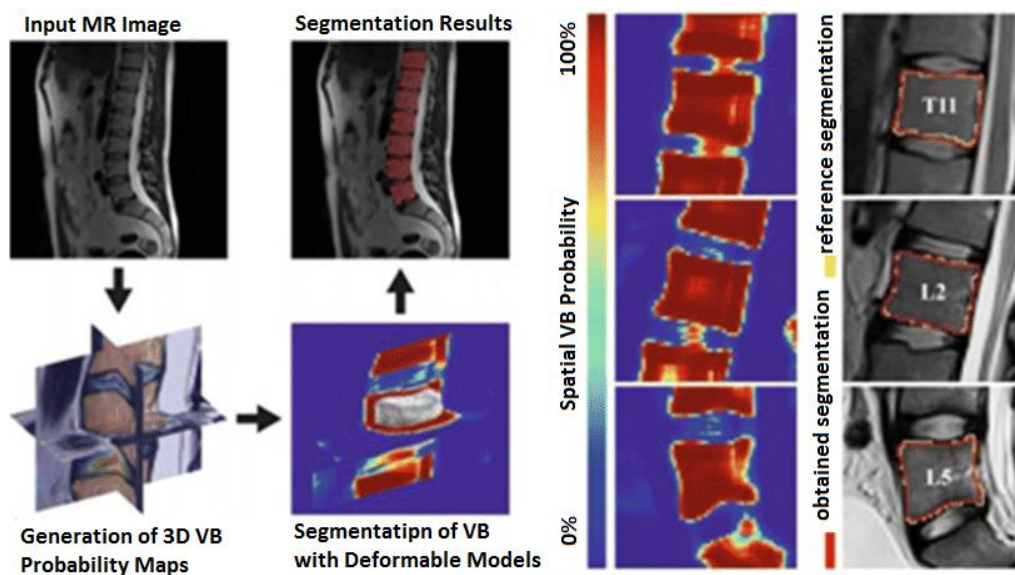 Input MR Image
Segmentation Results
Generation of 3D VB
Probability Maps
Segmentatipn of VB
with Deformable Models
0%
Spatial VB Probability
100%
T11
L2
L5
obtained segmentation
reference segmentation